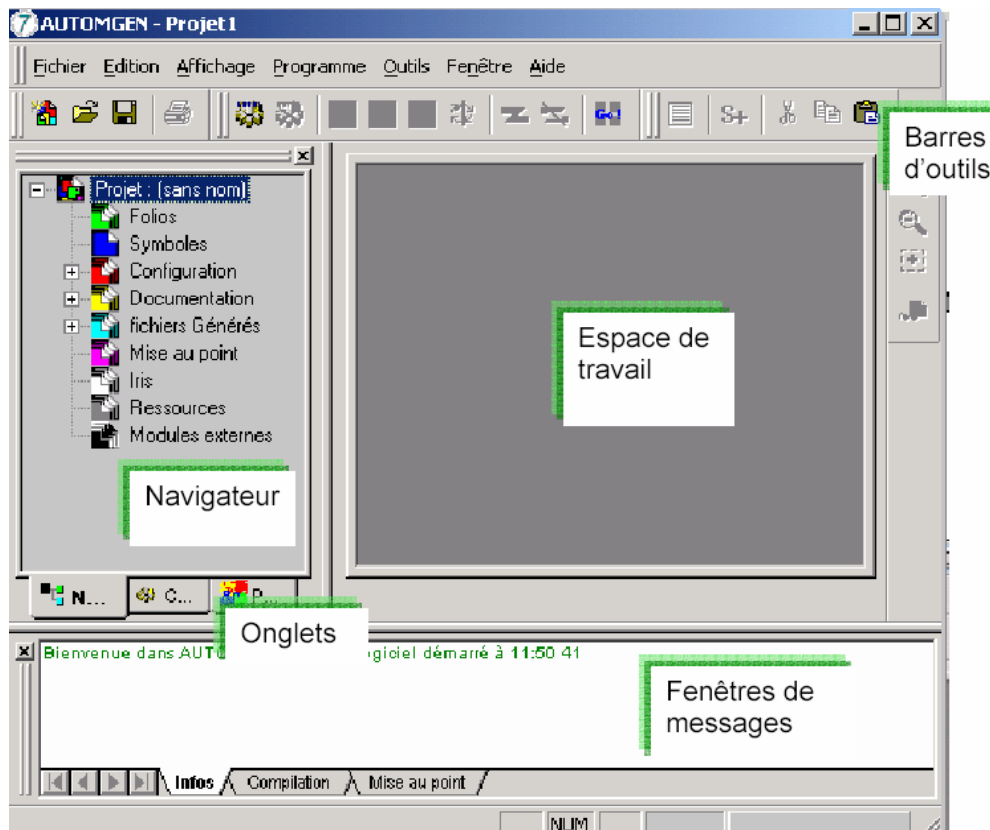 7 AUTOMGEN - Projet1
Fichier Edition Affichage Programme Outils Fenêtre Aide
Go! S+
Barres
d'outils
Projet : (sans nom)
Folios
Symboles
Configuration
Documentation
fichiers Générés
Mise au point
Iris
Ressources
Modules externes
Espace de
travail
Navigateur
N... C... P...
Onglets
Bienvenue dans AUTO giciel démarré à 11:50 41
Fenêtres de
messages
Infos Compilation Mise au point
NUM